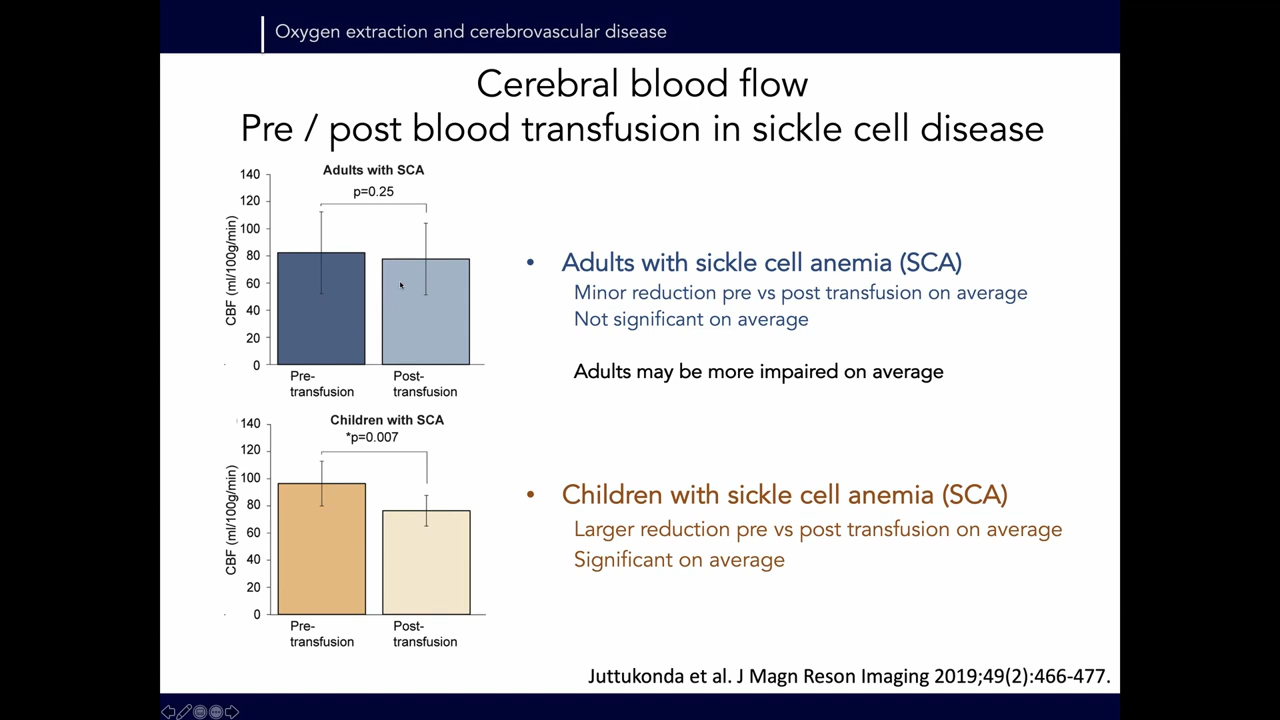 Oxygen extraction and cerebrovascular disease
Cerebral blood flow
Pre / post blood transfusion in sickle cell disease
Adults with SCA
p=0.25
CBF (ml/100g/min)
140
120
100
80
60
40
20
0
Pre-
transfusion
Post-
transfusion
• Adults with sickle cell anemia (SCA)
Minor reduction pre vs post transfusion on average
Not significant on average
Adults may be more impaired on average
Children with SCA
*p=0.007
CBF (ml/100g/min)
140
120
100
80
60
40
20
0
Pre-
transfusion
Post-
transfusion
• Children with sickle cell anemia (SCA)
Larger reduction pre vs post transfusion on average
Significant on average
Juttukonda et al. J Magn Reson Imaging 2019;49(2):466-477.